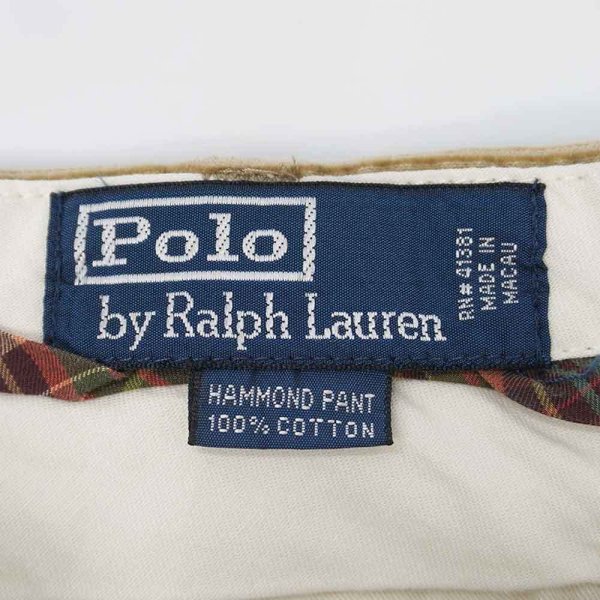 Polo
by Ralph Lauren
RN# 41381
MADE IN
MACAU
HAMMOND PANT
100% COTTON